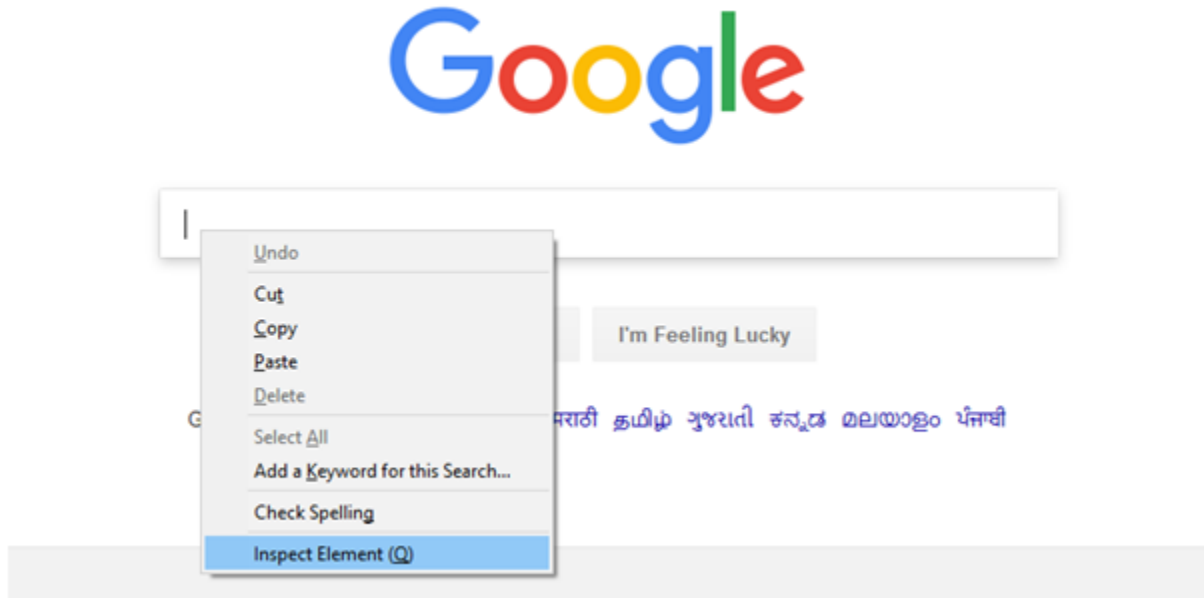 Google
Undo
Cut
Copy
Paste
Delete
Select All
Add a Keyword for this Search...
Check Spelling
Inspect Element (Q)
I'm Feeling Lucky
G मराठी தமிழ் ગુજરાતી ಕನ್ನಡ മലയാളം ਪੰਜਾਬੀ